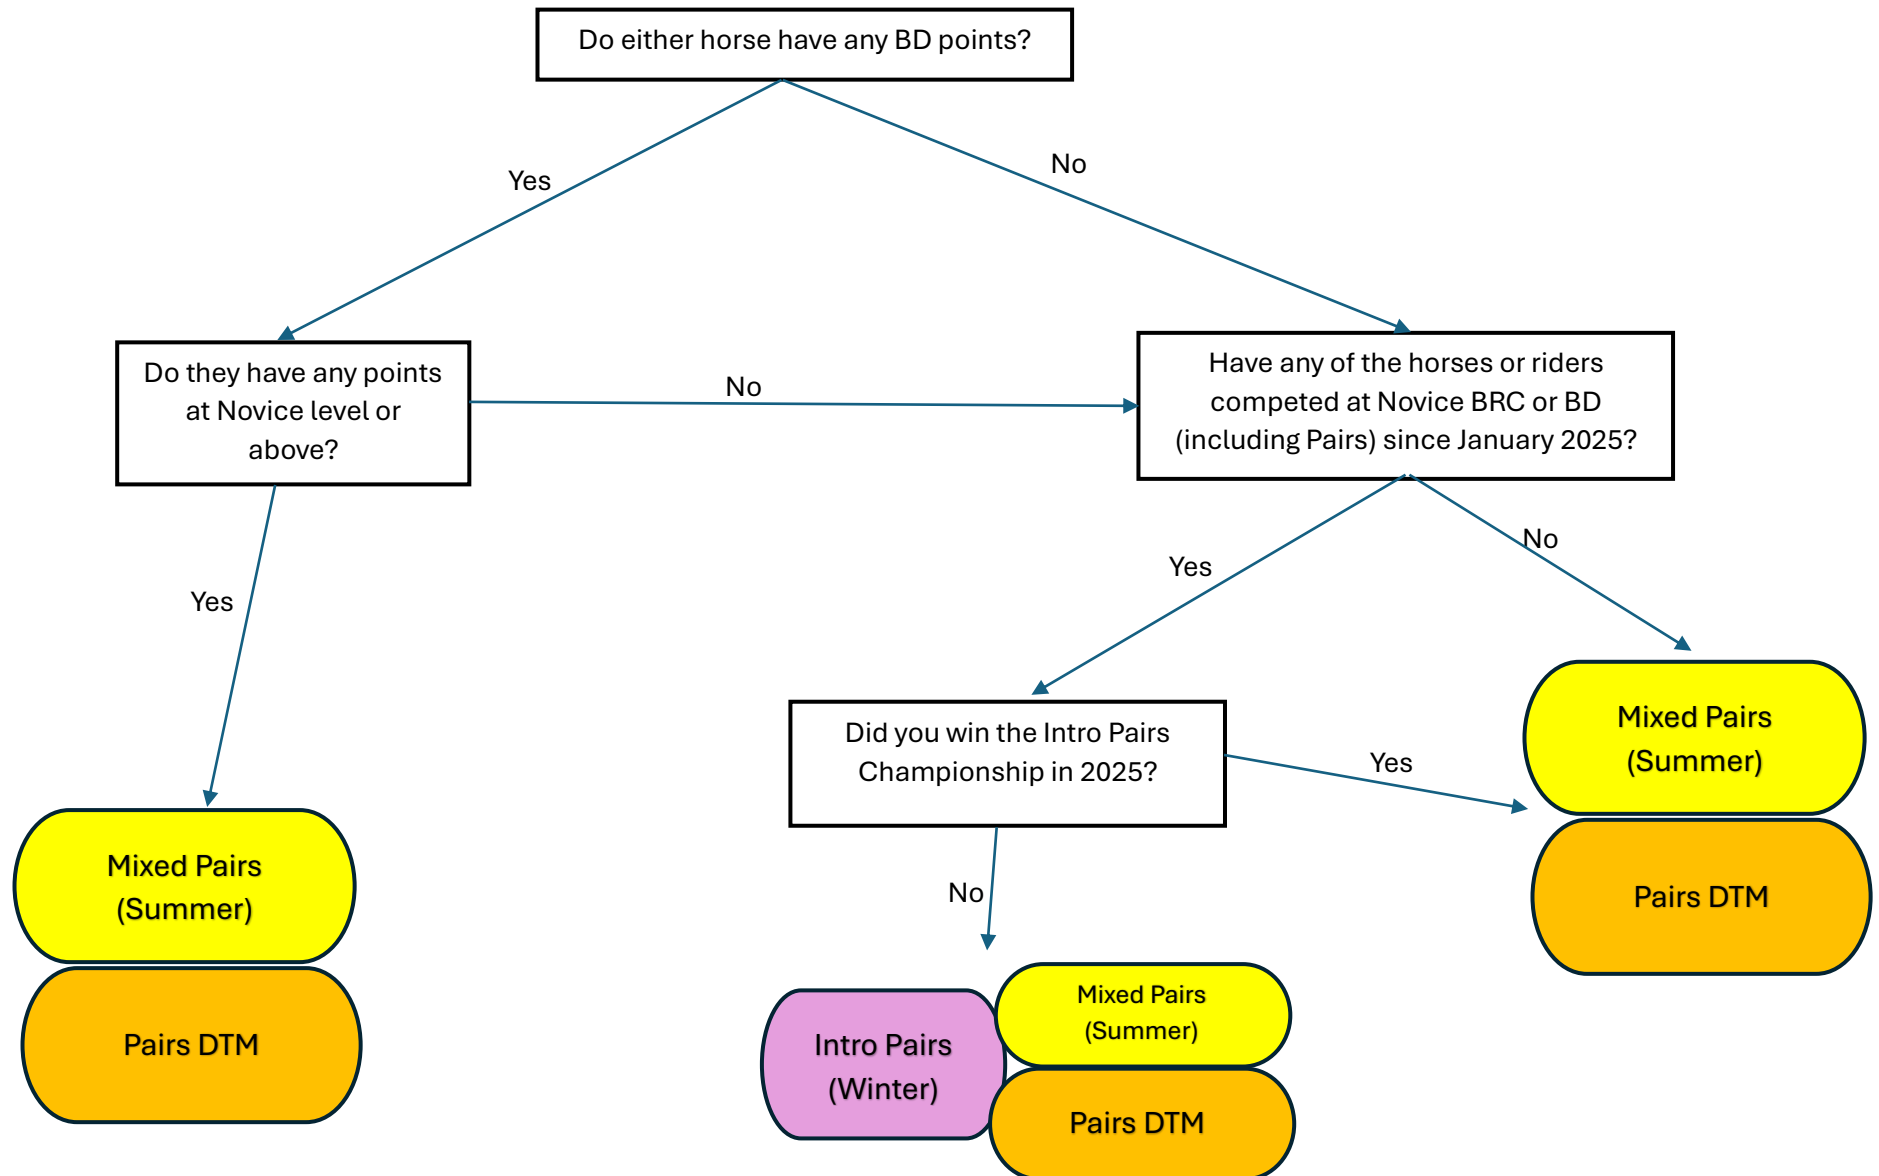 Do either horse have any BD points?
Yes
No
Do they have any points
at Novice level or
above?
No
Have any of the horses or riders
competed at Novice BRC or BD
(including Pairs) since January 2025?
Yes
Yes
No
Did you win the Intro Pairs
Championship in 2025?
Yes
No
Mixed Pairs
(Summer)
Pairs DTM
Mixed Pairs
(Summer)
Pairs DTM
Intro Pairs
(Winter)
Mixed Pairs
(Summer)
Pairs DTM